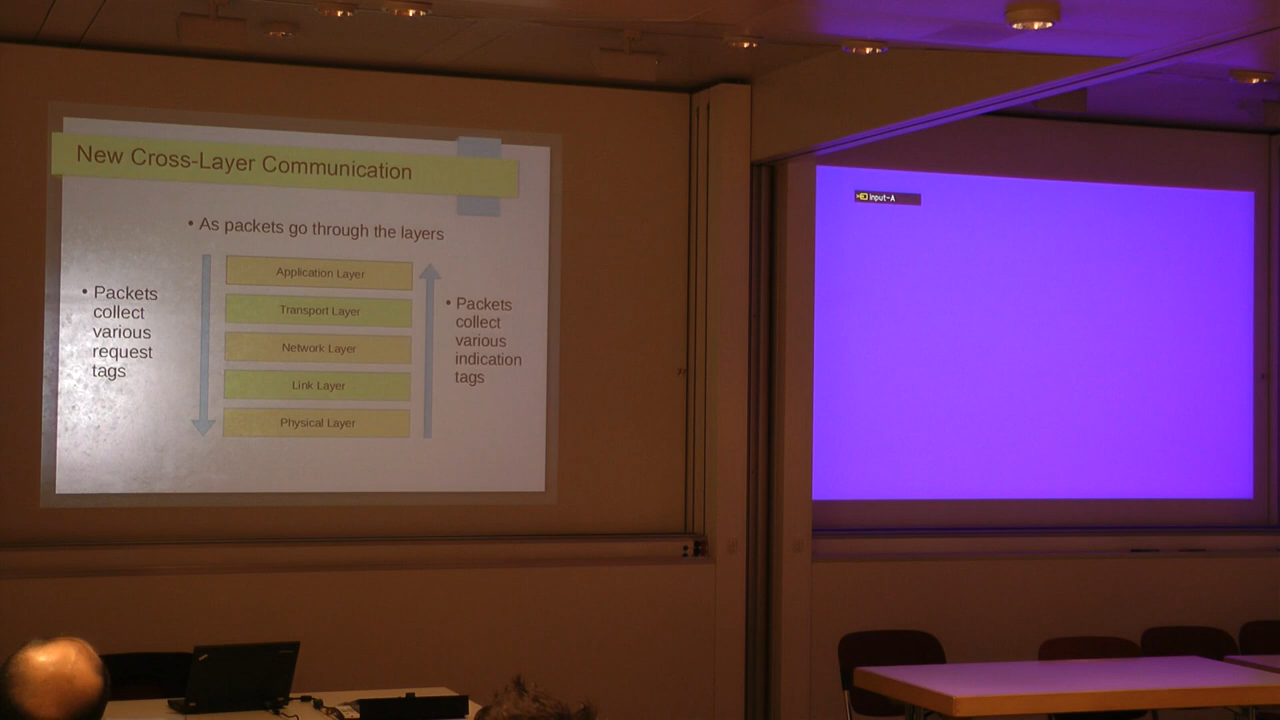 New Cross-Layer Communication
• As packets go through the layers
• Packets
collect
various
request
tags
Application Layer
Transport Layer
Network Layer
Link Layer
Physical Layer
• Packets
collect
various
indication
tags
Input-A